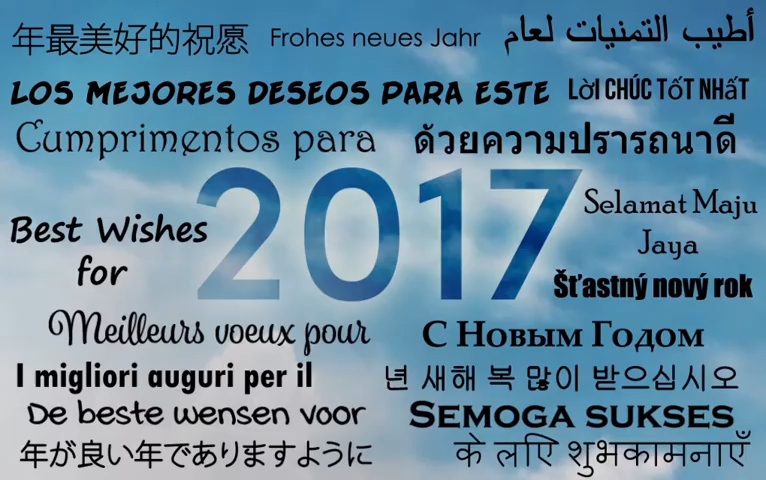 年最美好的祝愿
Frohes neues Jahr
أطيب التمنيات لعام
LOS MEJORES DESEOS PARA ESTE
LờI CHÚC TốT NHấT
Cumprimentos para
ด้วยความปรารถนาดี
2017
Best Wishes
for
Selamat Maju
Jaya
Šťastný nový rok
Meilleurs voeux pour
С Новым Годом
I migliori auguri per il
년 새해 복 많이 받으십시오
De beste wensen voor
SEMOGA SUKSES
年が良い年でありますように
के लिए शुभकामनाएँ